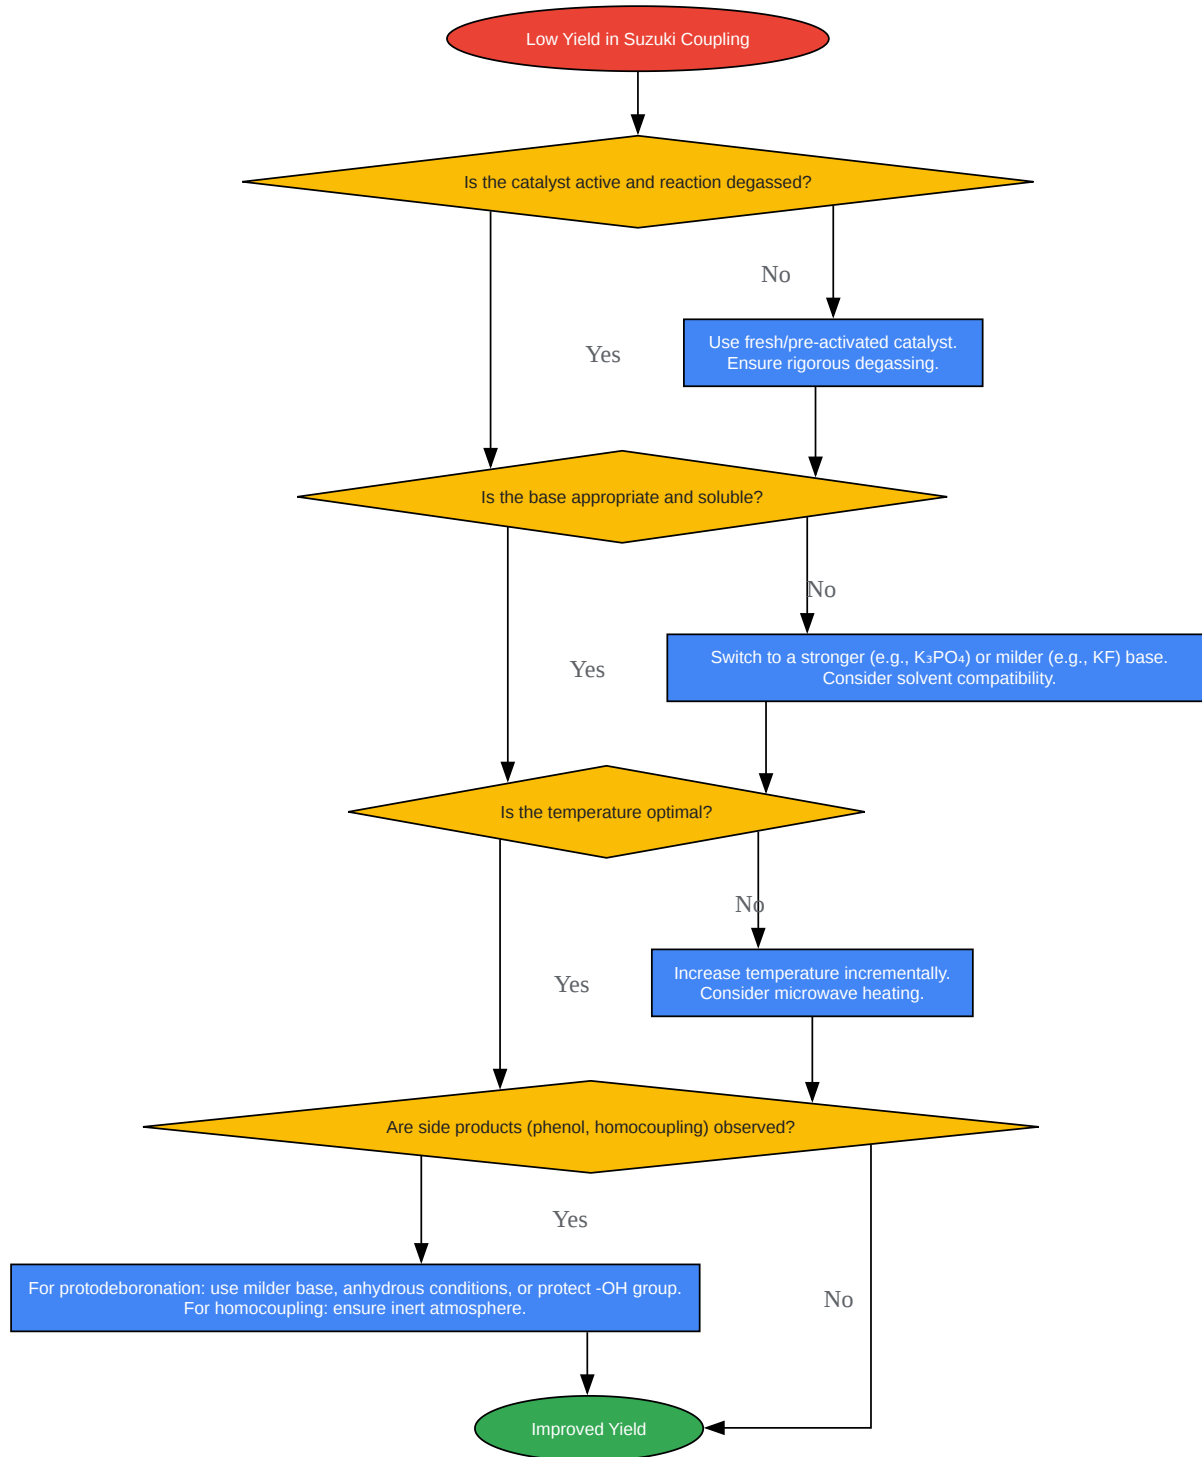 Low Yield in Suzuki Coupling
Is the catalyst active and reaction degassed?
No
Use fresh/pre-activated catalyst.
Ensure rigorous degassing.
Yes
Is the base appropriate and soluble?
No
Switch to a stronger (e.g., K₃PO₄) or milder (e.g., KF) base.
Consider solvent compatibility.
Yes
Is the temperature optimal?
No
Increase temperature incrementally.
Consider microwave heating.
Yes
Are side products (phenol, homocoupling) observed?
Yes
For protodeboronation: use milder base, anhydrous conditions, or protect -OH group.
For homocoupling: ensure inert atmosphere.
No
Improved Yield